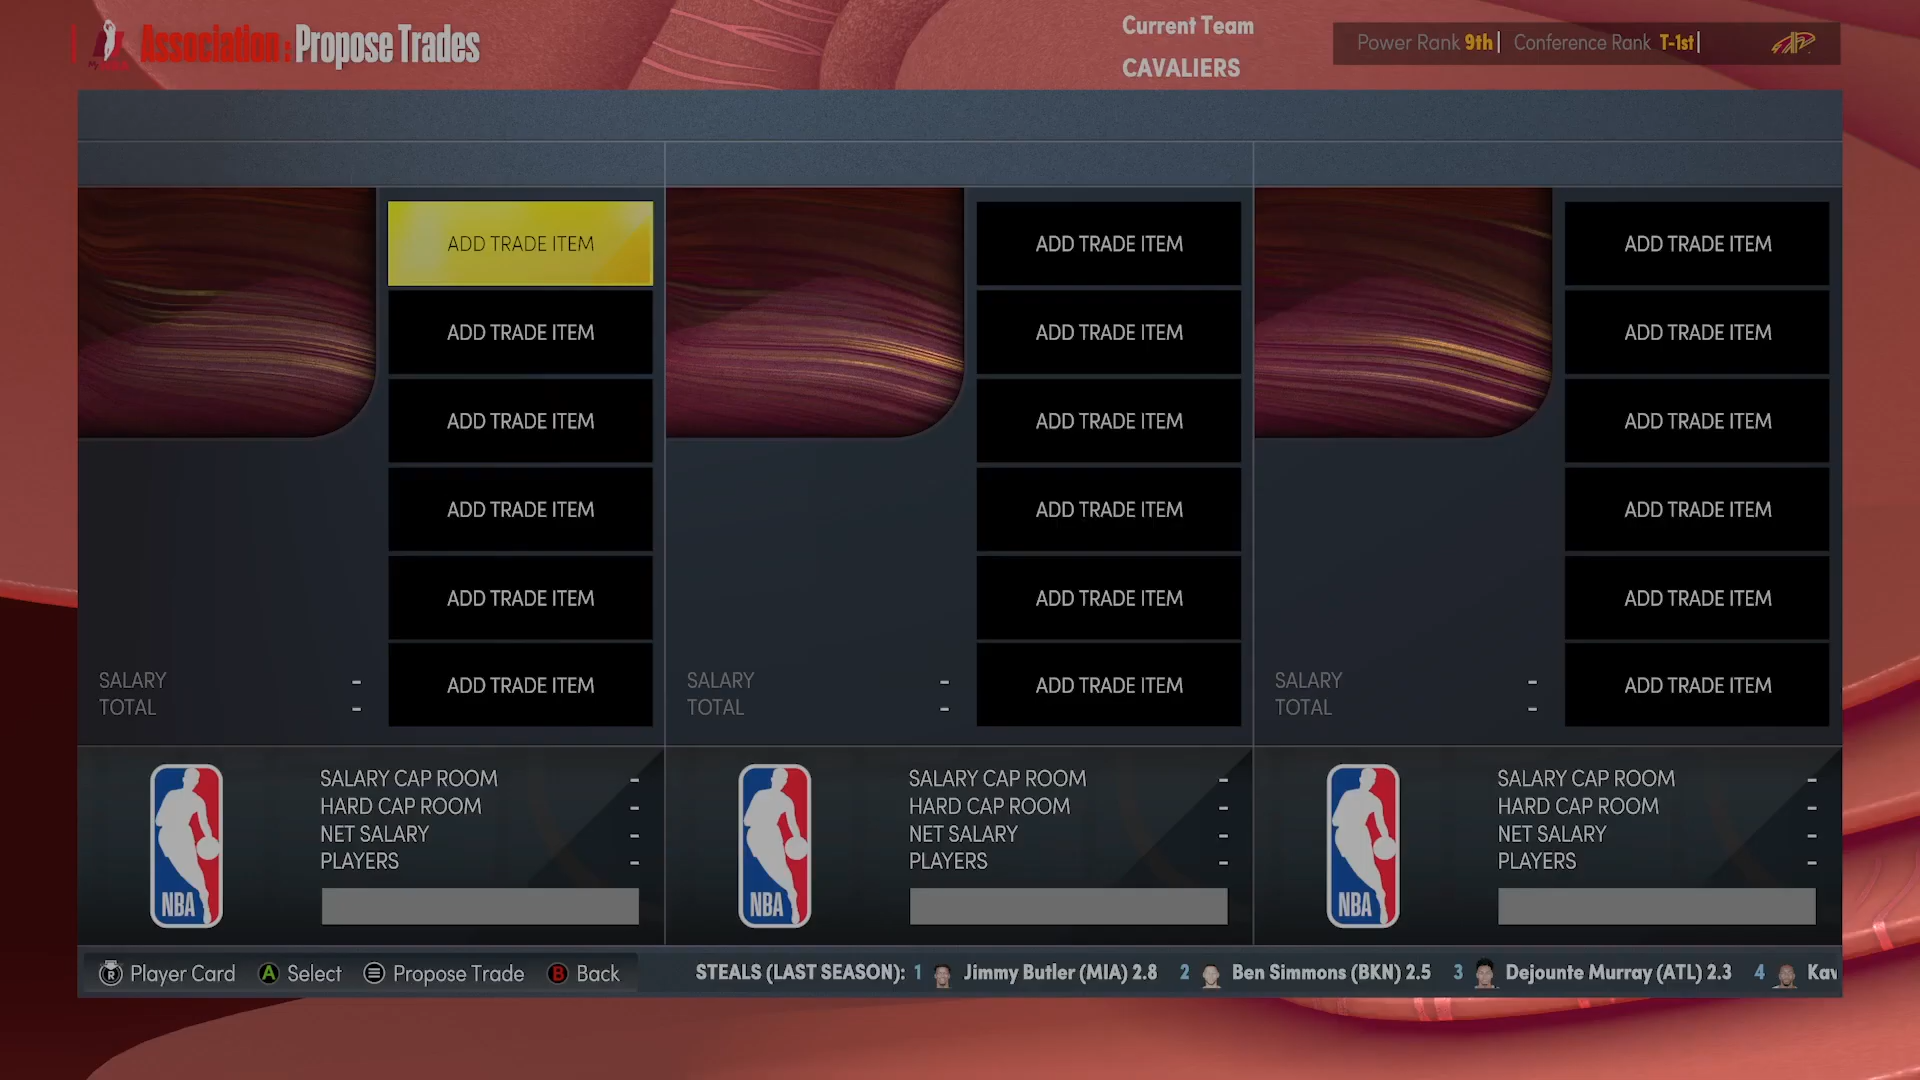 Association : Propose Trades
Current Team
CAVALIERS
Power Rank 9th | Conference Rank T-1st |
ADD TRADE ITEM
ADD TRADE ITEM
ADD TRADE ITEM
ADD TRADE ITEM
ADD TRADE ITEM
ADD TRADE ITEM
SALARY -
TOTAL -
ADD TRADE ITEM
ADD TRADE ITEM
ADD TRADE ITEM
ADD TRADE ITEM
ADD TRADE ITEM
ADD TRADE ITEM
SALARY -
TOTAL -
ADD TRADE ITEM
ADD TRADE ITEM
ADD TRADE ITEM
ADD TRADE ITEM
ADD TRADE ITEM
ADD TRADE ITEM
SALARY -
TOTAL -
NBA
SALARY CAP ROOM -
HARD CAP ROOM -
NET SALARY -
PLAYERS -
NBA
SALARY CAP ROOM -
HARD CAP ROOM -
NET SALARY -
PLAYERS -
NBA
SALARY CAP ROOM -
HARD CAP ROOM -
NET SALARY -
PLAYERS -
R Player Card A Select Propose Trade B Back
STEALS (LAST SEASON): 1 Jimmy Butler (MIA) 2.8 2 Ben Simmons (BKN) 2.5 3 Dejounte Murray (ATL) 2.3 4